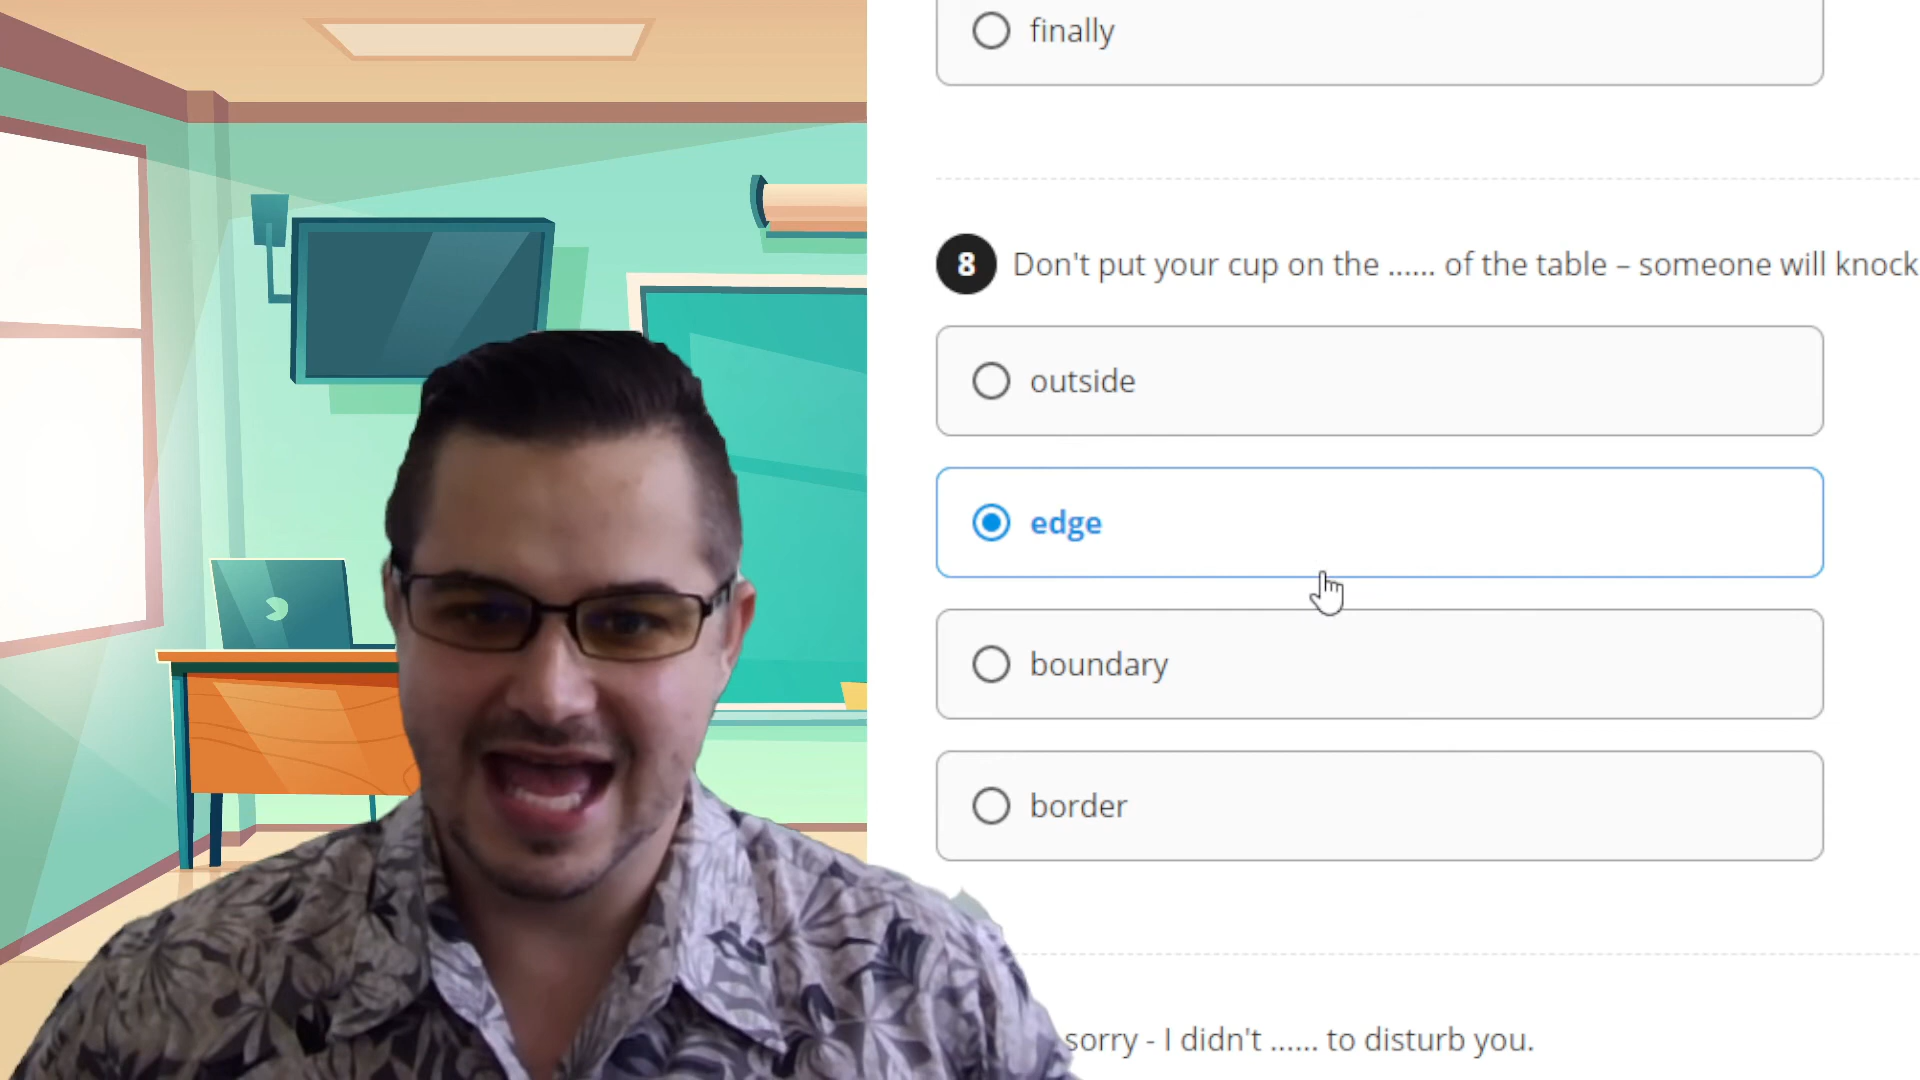 finally
8 Don't put your cup on the ...... of the table – someone will knock
outside
edge
boundary
border
sorry - I didn't ...... to disturb you.